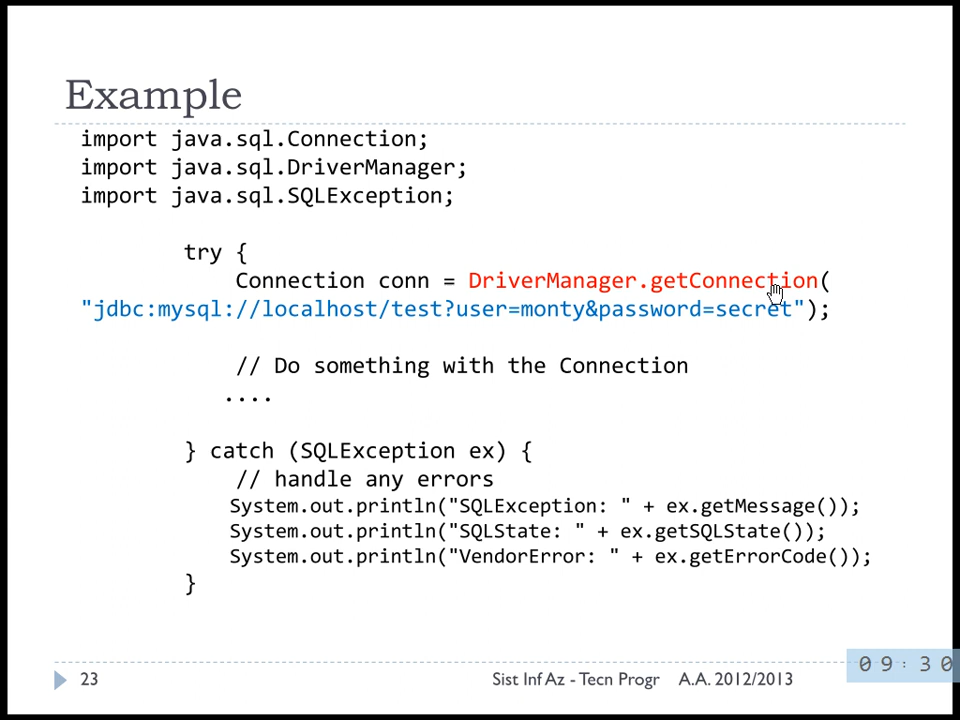 Example
import java.sql.Connection;
import java.sql.DriverManager;
import java.sql.SQLException;
try {
Connection conn = DriverManager.getConnection(
"jdbc:mysql://localhost/test?user=monty&password=secret");
// Do something with the Connection
....
} catch (SQLException ex) {
// handle any errors
System.out.println("SQLException: " + ex.getMessage());
System.out.println("SQLState: " + ex.getSQLState());
System.out.println("VendorError: " + ex.getErrorCode());
}
23 Sist Inf Az - Tecn Progr A.A. 2012/2013
09:30